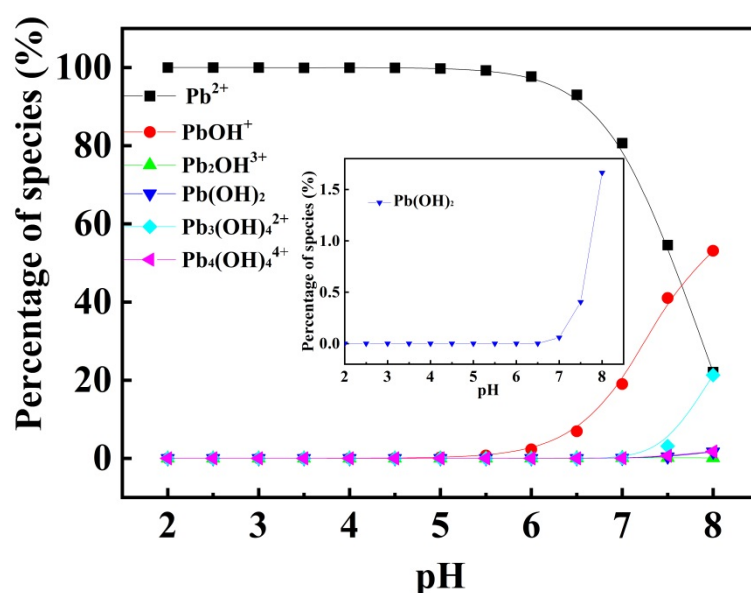 Percentage of species (%)
100
80
60
40
20
0
Pb²⁺
PbOH⁺
Pb₂OH³⁺
Pb(OH)₂
Pb₃(OH)₄²⁺
Pb₄(OH)₄⁴⁺
Percentage of species (%)
1.5
1.0
0.5
0.0
Pb(OH)₂
2 3 4 5 6 7 8
pH
2 3 4 5 6 7 8
pH